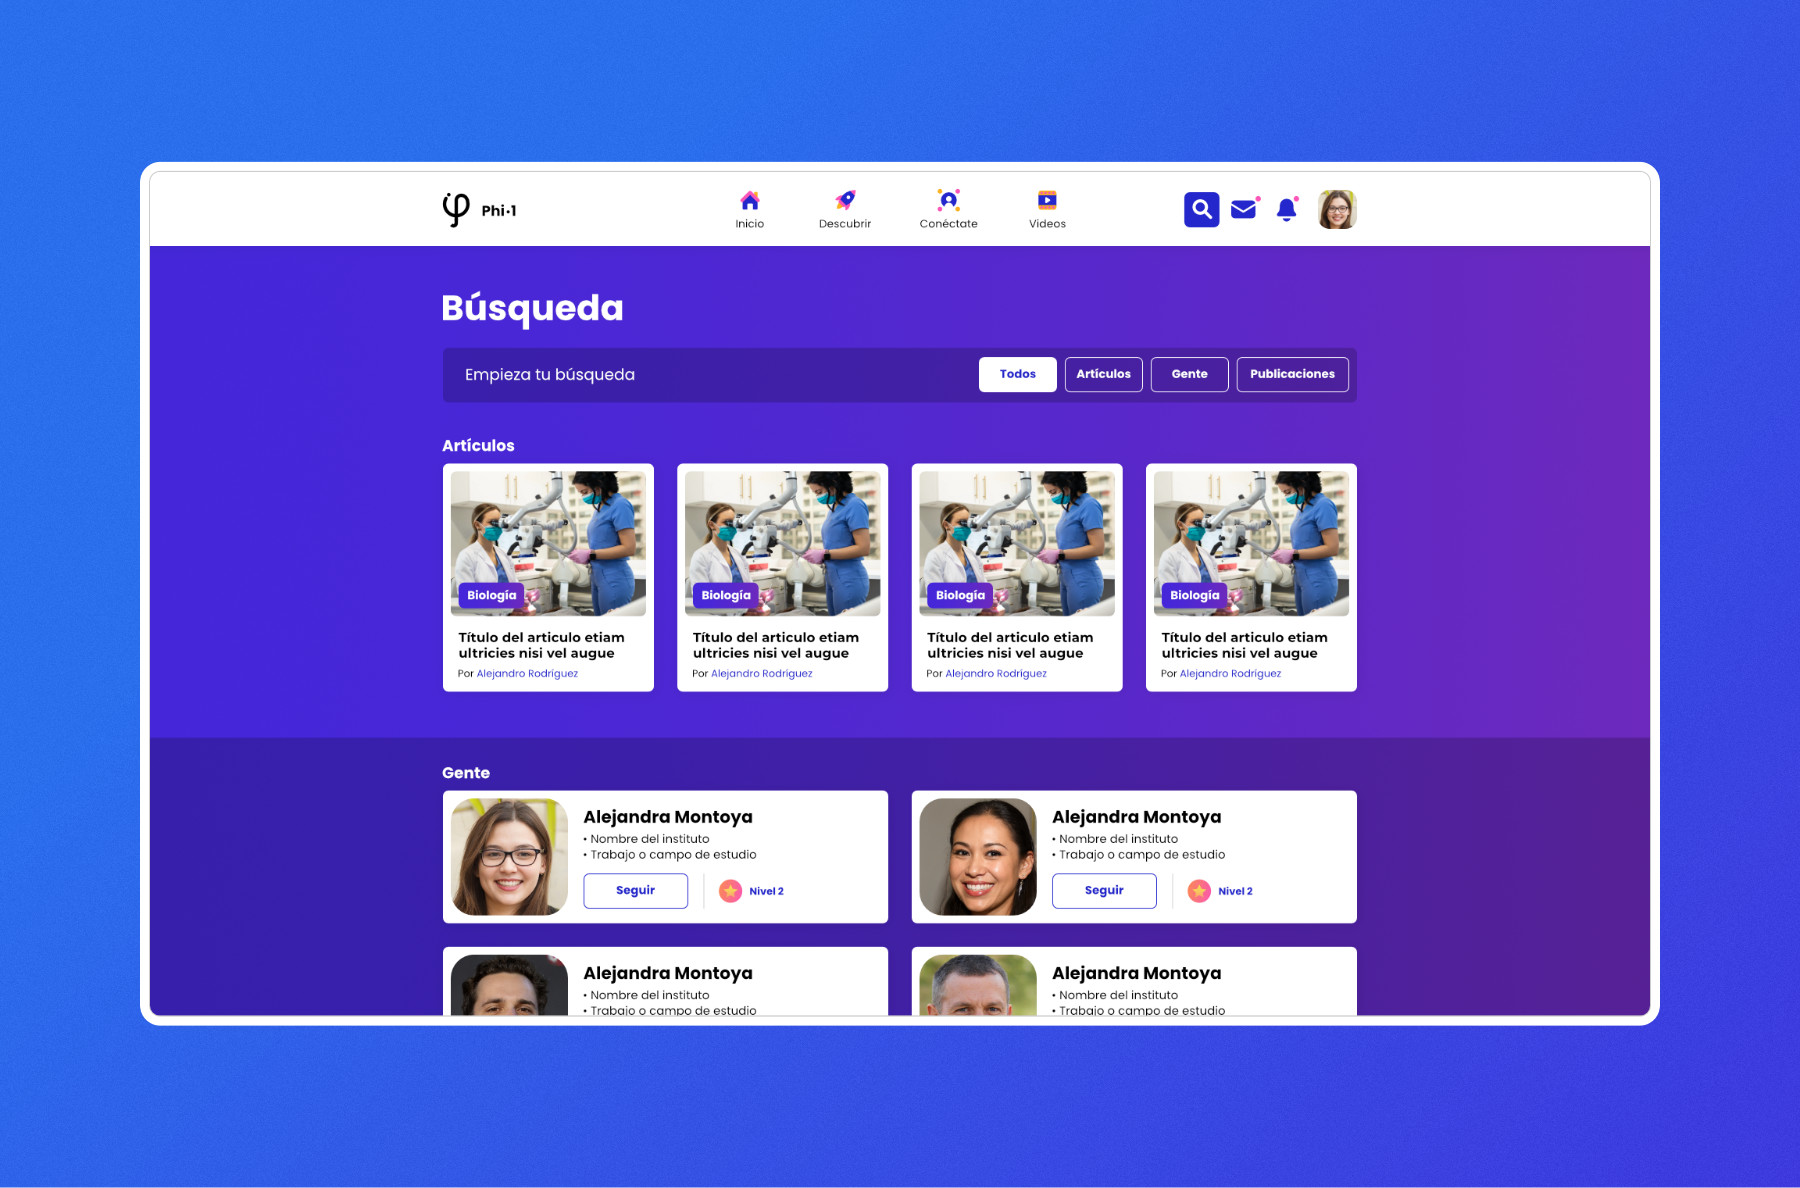 Phi·1
Inicio
Descubrir
Conéctate
Videos
Búsqueda
Empieza tu búsqueda
Todos
Artículos
Gente
Publicaciones
Artículos
Biología
Título del articulo etiam
ultricies nisi vel augue
Por Alejandro Rodríguez
Biología
Título del articulo etiam
ultricies nisi vel augue
Por Alejandro Rodríguez
Biología
Título del articulo etiam
ultricies nisi vel augue
Por Alejandro Rodríguez
Biología
Título del articulo etiam
ultricies nisi vel augue
Por Alejandro Rodríguez
Gente
Alejandra Montoya
• Nombre del instituto
• Trabajo o campo de estudio
Seguir
Nivel 2
Alejandra Montoya
• Nombre del instituto
• Trabajo o campo de estudio
Seguir
Nivel 2
Alejandra Montoya
• Nombre del instituto
• Trabajo o campo de estudio
Alejandra Montoya
• Nombre del instituto
• Trabajo o campo de estudio